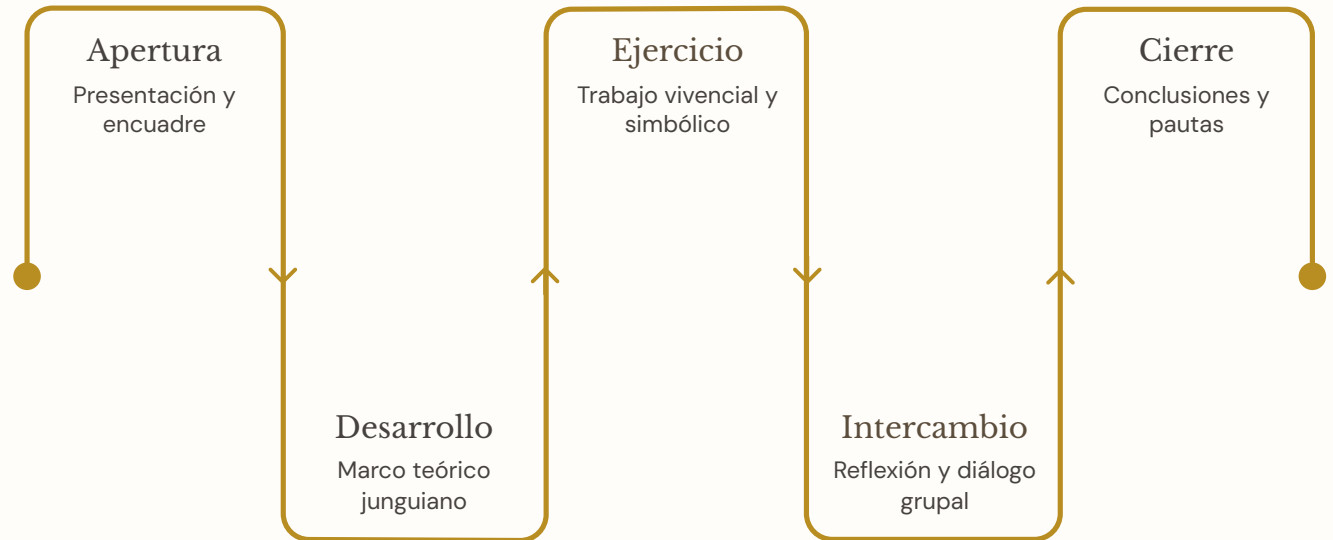 Apertura
Presentación y
encuadre
Desarrollo
Marco teórico
junguiano
Ejercicio
Trabajo vivencial y
simbólico
Intercambio
Reflexión y diálogo
grupal
Cierre
Conclusiones y
pautas